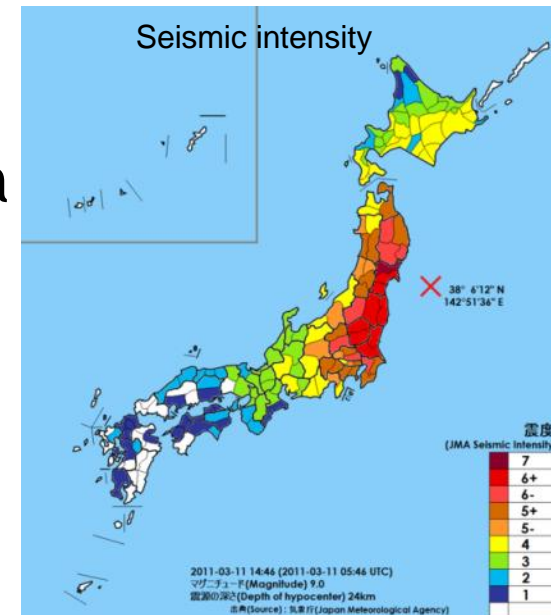 Seismic intensity
a
38° 6'12" N
142°51'36" E
震度
(JMA Seismic intensity
7
6+
6-
5+
5-
4
3
2
1
2011-03-11 14:46 (2011-03-11 05:46 UTC)
マグニチュード(Magnitude) 9.0
震源の深さ(Depth of hypocenter) 24km
出典(Source) : 気象庁(Japan Meteorological Agency)